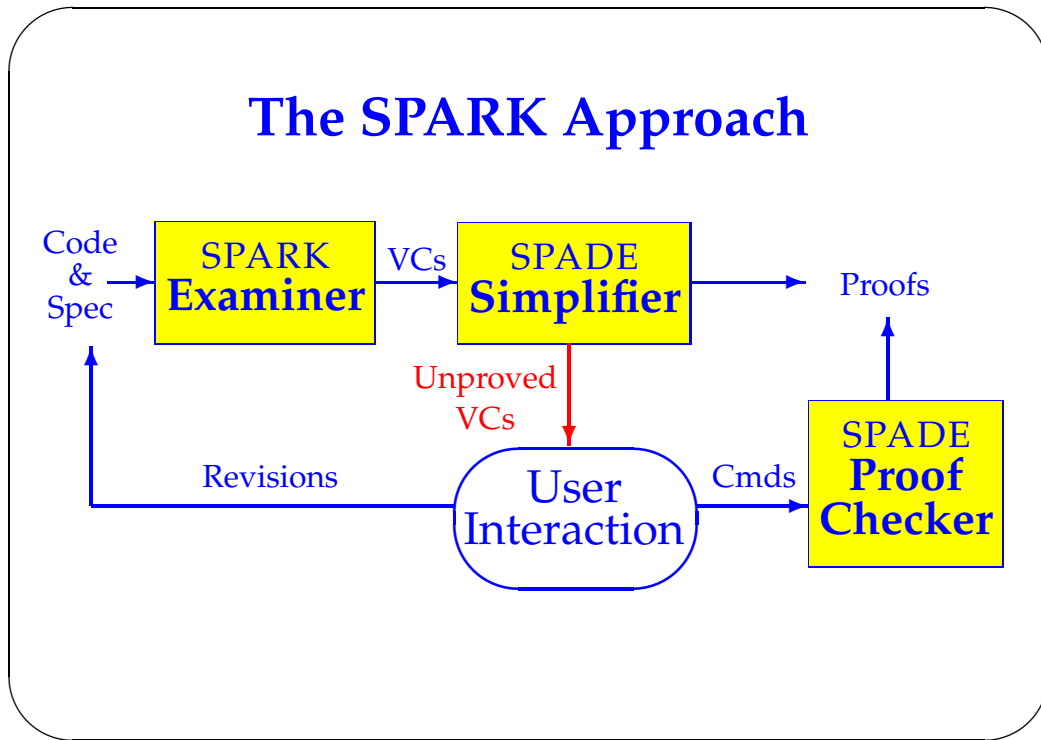 The SPARK Approach
Code
&
Spec
SPARK
Examiner
VCs
SPADE
Simplifier
Proofs
Unproved
VCs
Revisions
User
Interaction
Cmds
SPADE
Proof
Checker